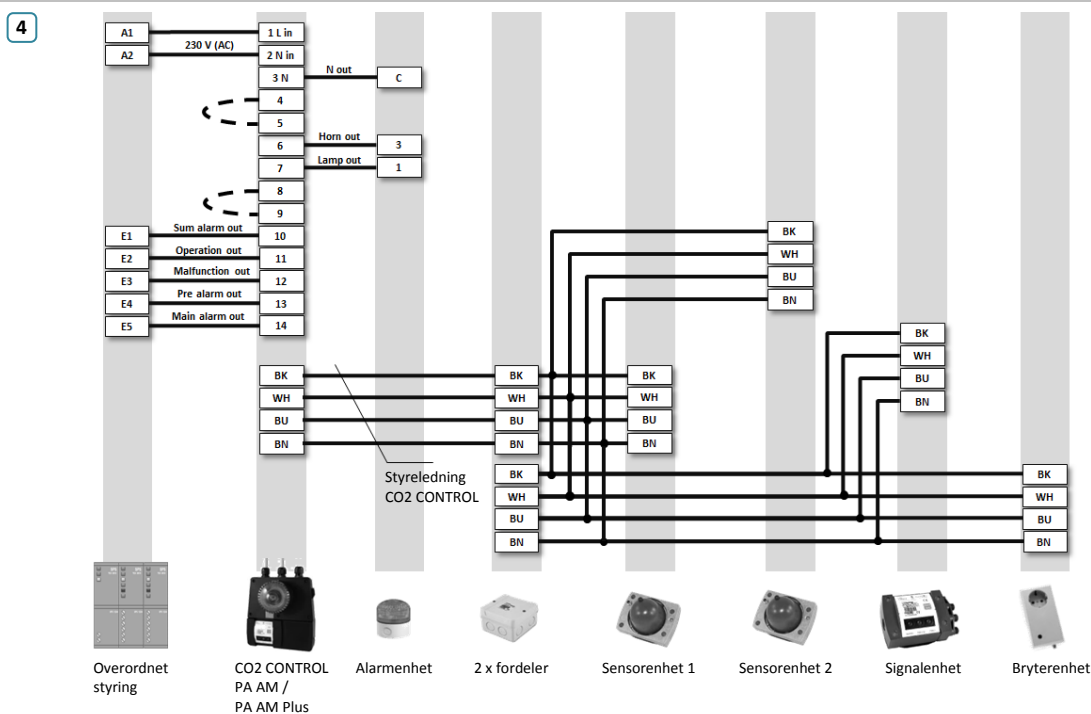 4
A1
1 L in
230 V (AC)
A2
2 N in
3 N
N out
C
4
5
6
Horn out
3
7
Lamp out
1
8
9
E1
Sum alarm out
10
E2
Operation out
11
E3
Malfunction out
12
E4
Pre alarm out
13
E5
Main alarm out
14
BK
WH
BU
BN
BK
WH
BU
BN
BK
WH
BU
BN
BK
WH
BU
BN
BK
WH
BU
BN
BK
WH
BU
BN
BK
WH
BU
BN
Styreledning
CO2 CONTROL
Overordnet
styring
CO2 CONTROL
PA AM /
PA AM Plus
Alarmenhet
2 x fordeler
Sensorenhet 1
Sensorenhet 2
Signalenhet
Bryterenhet